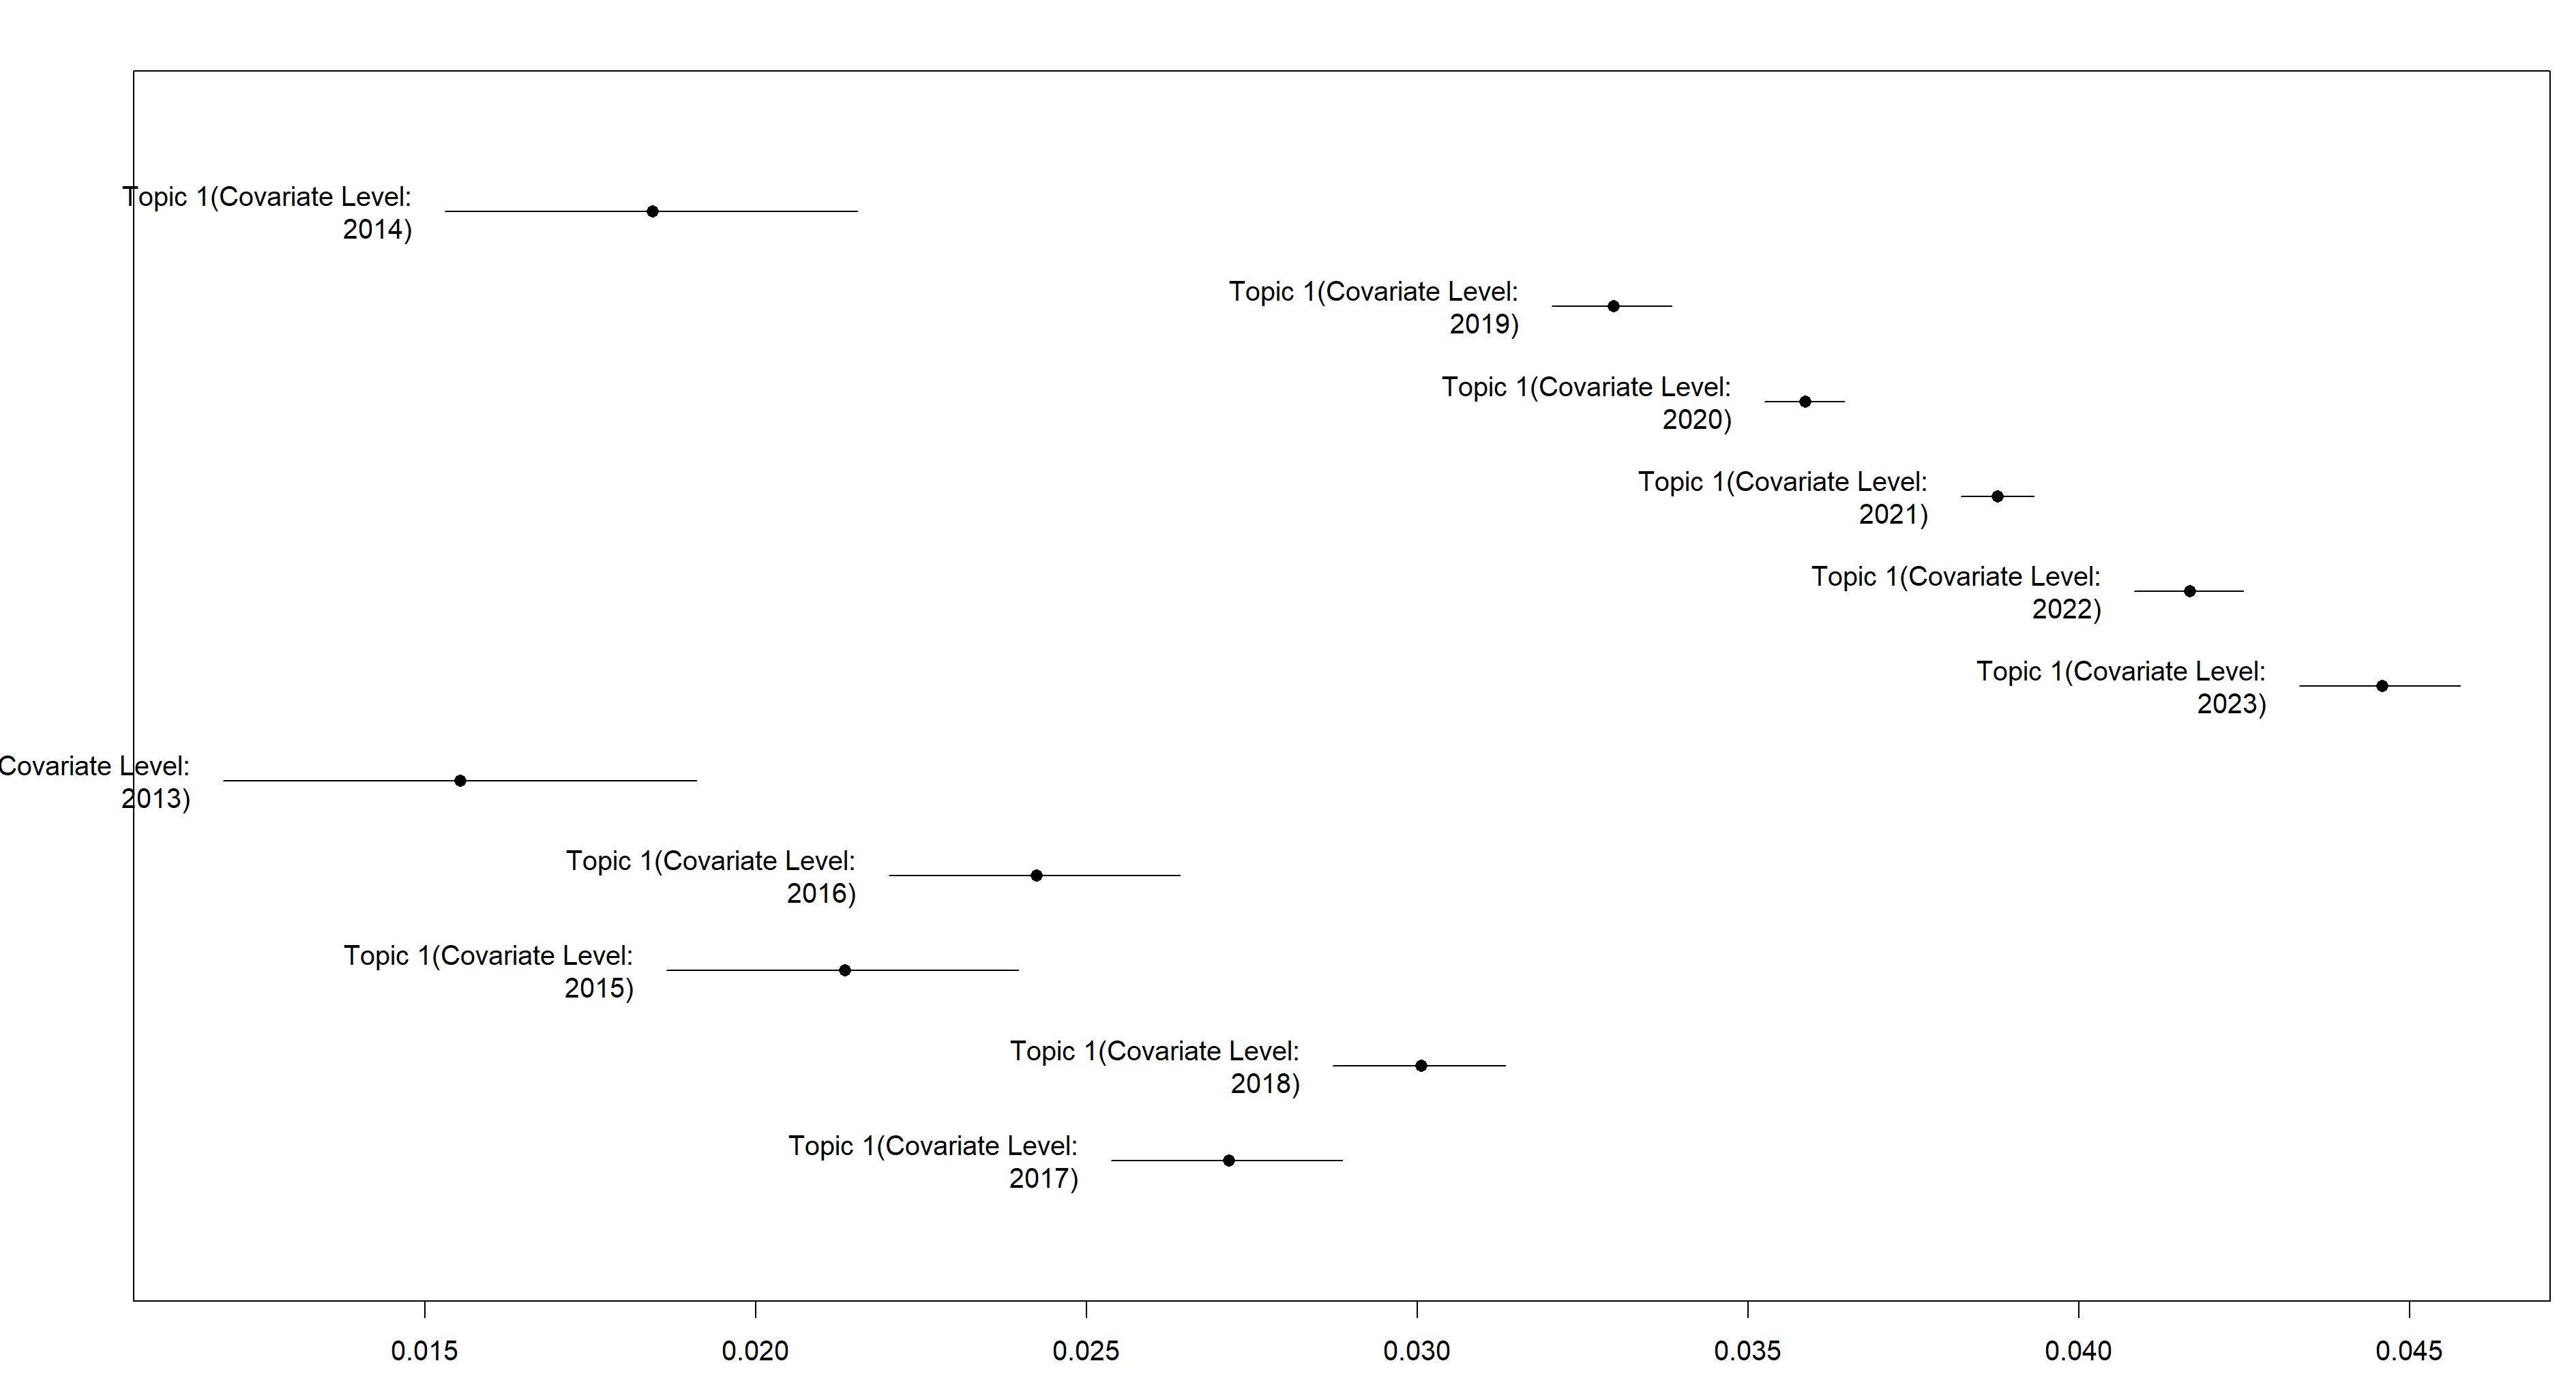 Topic 1(Covariate Level:
2014)
Topic 1(Covariate Level:
2019)
Topic 1(Covariate Level:
2020)
Topic 1(Covariate Level:
2021)
Topic 1(Covariate Level:
2022)
Topic 1(Covariate Level:
2023)
Covariate Level:
2013)
Topic 1(Covariate Level:
2016)
Topic 1(Covariate Level:
2015)
Topic 1(Covariate Level:
2018)
Topic 1(Covariate Level:
2017)
0.015 0.020 0.025 0.030 0.035 0.040 0.045